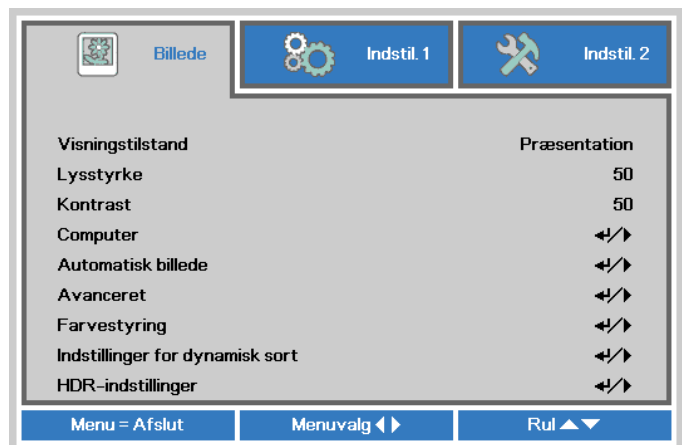 Billede
Indstil. 1
Indstil. 2
Visningstilstand Præsentation
Lysstyrke 50
Kontrast 50
Computer
Automatisk billede
Avanceret
Farvestyring
Indstillinger for dynamisk sort
HDR-indstillinger
Menu = Afslut
Menuvalg
Rul